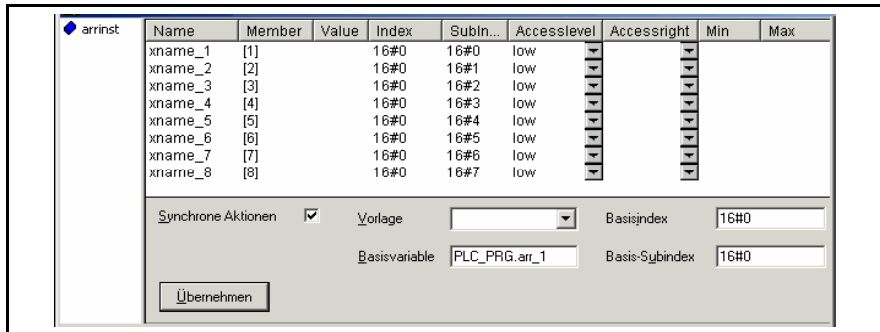 arrinst
Name Member Value Index SubIn... Accesslevel Accessright Min Max
xname_1 [1] 16#0 16#0 low
xname_2 [2] 16#0 16#1 low
xname_3 [3] 16#0 16#2 low
xname_4 [4] 16#0 16#3 low
xname_5 [5] 16#0 16#4 low
xname_6 [6] 16#0 16#5 low
xname_7 [7] 16#0 16#6 low
xname_8 [8] 16#0 16#7 low
Synchrone Aktionen Vorlage Basisindex 16#0
Basisvariable PLC_PRG.arr_1 Basis-Subindex 16#0
Übernehmen